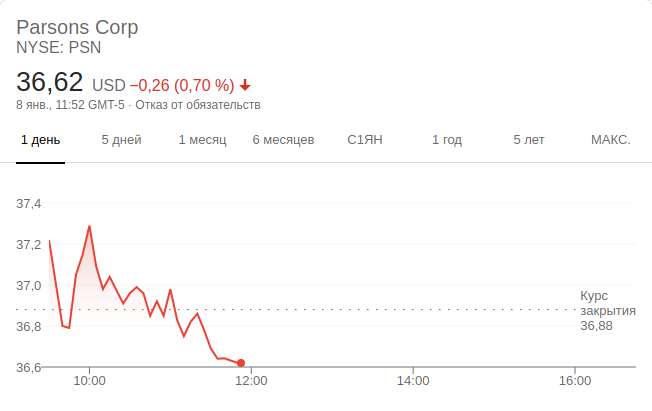 Parsons Corp
NYSE: PSN
36,62 USD −0,26 (0,70 %)
8 янв., 11:52 GMT-5 · Отказ от обязательств
1 день 5 дней 1 месяц 6 месяцев С1ЯН 1 год 5 лет МАКС.
37,4
37,2
37,0
Курс
закрытия
36,88
36,8
36,6
10:00 12:00 14:00 16:00